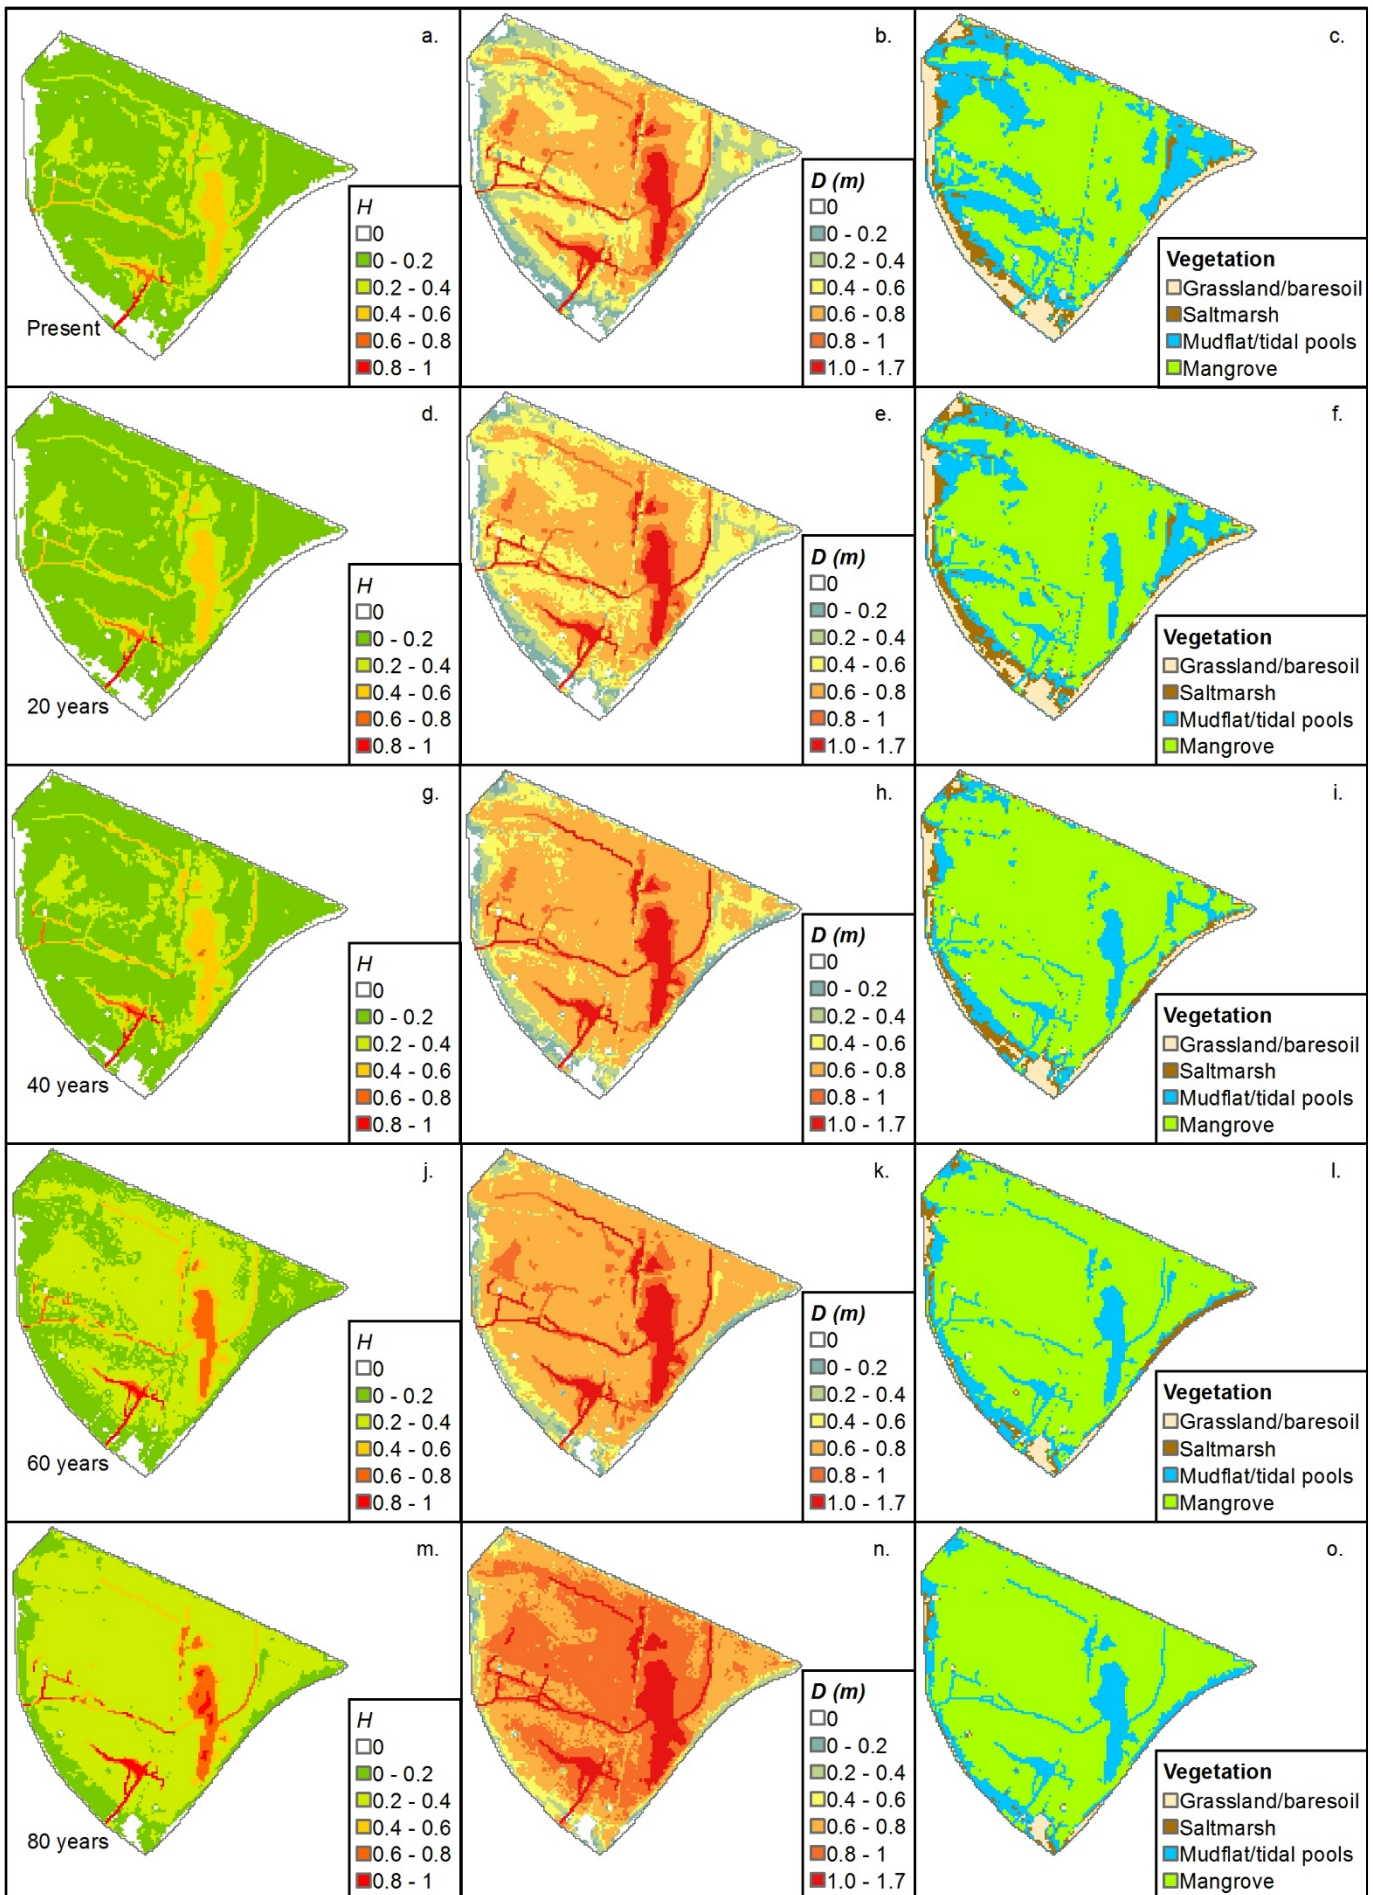 a.
H
0
0 - 0.2
0.2 - 0.4
0.4 - 0.6
0.6 - 0.8
0.8 - 1
Present
b.
D (m)
0
0 - 0.2
0.2 - 0.4
0.4 - 0.6
0.6 - 0.8
0.8 - 1
1.0 - 1.7
c.
Vegetation
Grassland/baresoil
Saltmarsh
Mudflat/tidal pools
Mangrove
d.
H
0
0 - 0.2
0.2 - 0.4
0.4 - 0.6
0.6 - 0.8
0.8 - 1
20 years
e.
D (m)
0
0 - 0.2
0.2 - 0.4
0.4 - 0.6
0.6 - 0.8
0.8 - 1
1.0 - 1.7
f.
Vegetation
Grassland/baresoil
Saltmarsh
Mudflat/tidal pools
Mangrove
g.
H
0
0 - 0.2
0.2 - 0.4
0.4 - 0.6
0.6 - 0.8
0.8 - 1
40 years
h.
D (m)
0
0 - 0.2
0.2 - 0.4
0.4 - 0.6
0.6 - 0.8
0.8 - 1
1.0 - 1.7
i.
Vegetation
Grassland/baresoil
Saltmarsh
Mudflat/tidal pools
Mangrove
j.
H
0
0 - 0.2
0.2 - 0.4
0.4 - 0.6
0.6 - 0.8
0.8 - 1
60 years
k.
D (m)
0
0 - 0.2
0.2 - 0.4
0.4 - 0.6
0.6 - 0.8
0.8 - 1
1.0 - 1.7
l.
Vegetation
Grassland/baresoil
Saltmarsh
Mudflat/tidal pools
Mangrove
m.
H
0
0 - 0.2
0.2 - 0.4
0.4 - 0.6
0.6 - 0.8
0.8 - 1
80 years
n.
D (m)
0
0 - 0.2
0.2 - 0.4
0.4 - 0.6
0.6 - 0.8
0.8 - 1
1.0 - 1.7
o.
Vegetation
Grassland/baresoil
Saltmarsh
Mudflat/tidal pools
Mangrove